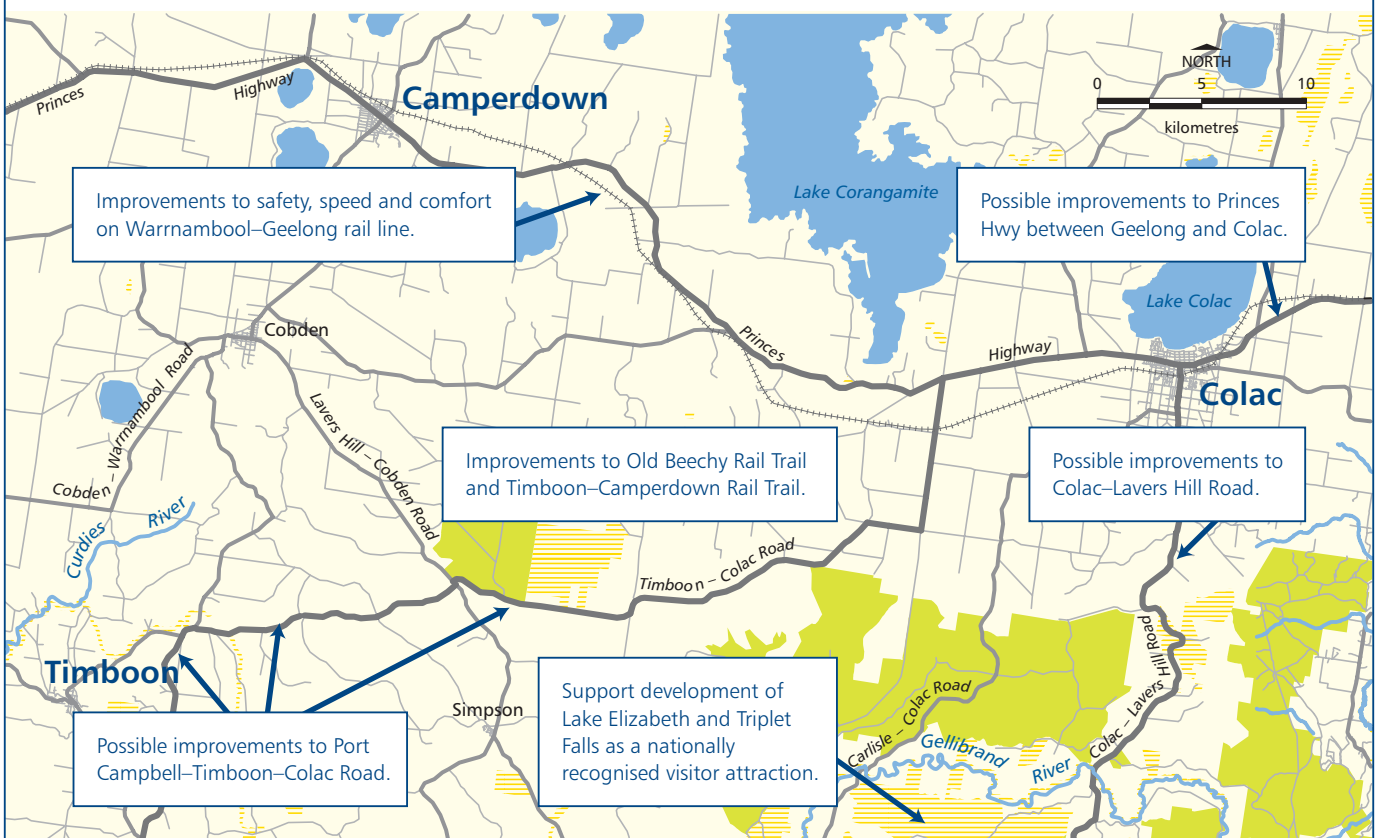 NORTH
0 5 10
kilometres
Princes
Highway
Camperdown
Improvements to safety, speed and comfort
on Warrnambool–Geelong rail line.
Lake Corangamite
Possible improvements to Princes
Hwy between Geelong and Colac.
Lake Colac
Cobden
Princes
Highway
Colac
Cobden – Warrnambool Road
Lavers Hill – Cobden Road
Improvements to Old Beechy Rail Trail
and Timboon–Camperdown Rail Trail.
Possible improvements to
Colac–Lavers Hill Road.
Curdies River
Timboon – Colac Road
Timboon
Colac – Lavers Hill Road
Simpson
Support development of
Lake Elizabeth and Triplet
Falls as a nationally
recognised visitor attraction.
Carlisle – Colac Road
Gellibrand River
Possible improvements to Port
Campbell–Timboon–Colac Road.